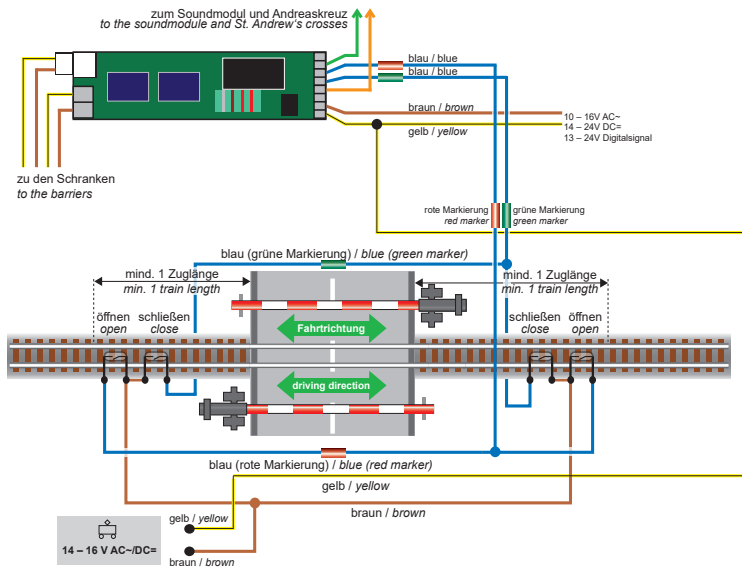 zum Soundmodul und Andreaskreuz
to the soundmodule and St. Andrew's crosses
blau / blue
blau / blue
braun / brown
gelb / yellow
10 – 16V AC~
14 – 24V DC=
13 – 24V Digitalsignal
zu den Schranken
to the barriers
rote Markierung
red marker
grüne Markierung
green marker
blau (grüne Markierung) / blue (green marker)
mind. 1 Zuglänge
min. 1 train length
mind. 1 Zuglänge
min. 1 train length
öffnen
open
schließen
close
Fahrtrichtung
schließen
close
öffnen
open
driving direction
blau (rote Markierung) / blue (red marker)
gelb / yellow
braun / brown
gelb / yellow
14 – 16 V AC~/DC=
braun / brown